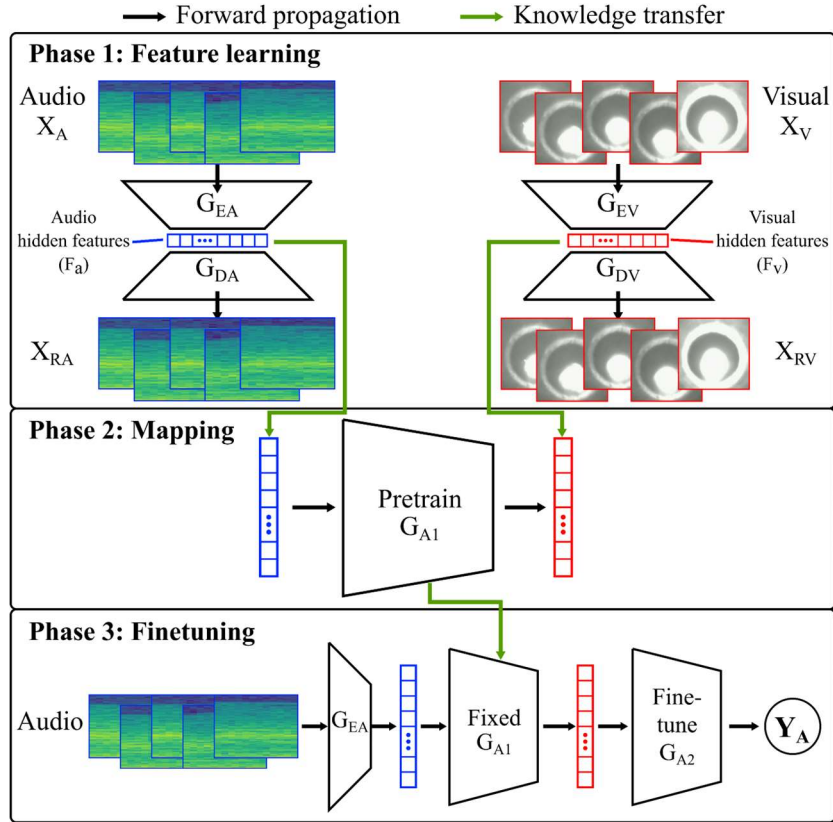 Forward propagation
Knowledge transfer
Phase 1: Feature learning
Audio
X_A
Visual
X_V
G_EA
G_EV
Audio
hidden features
(F_a)
Visual
hidden features
(F_v)
G_DA
G_DV
X_RA
X_RV
Phase 2: Mapping
Pretrain
G_A1
Phase 3: Finetuning
Audio
G_EA
Fixed
G_A1
Fine-
tune
G_A2
Y_A